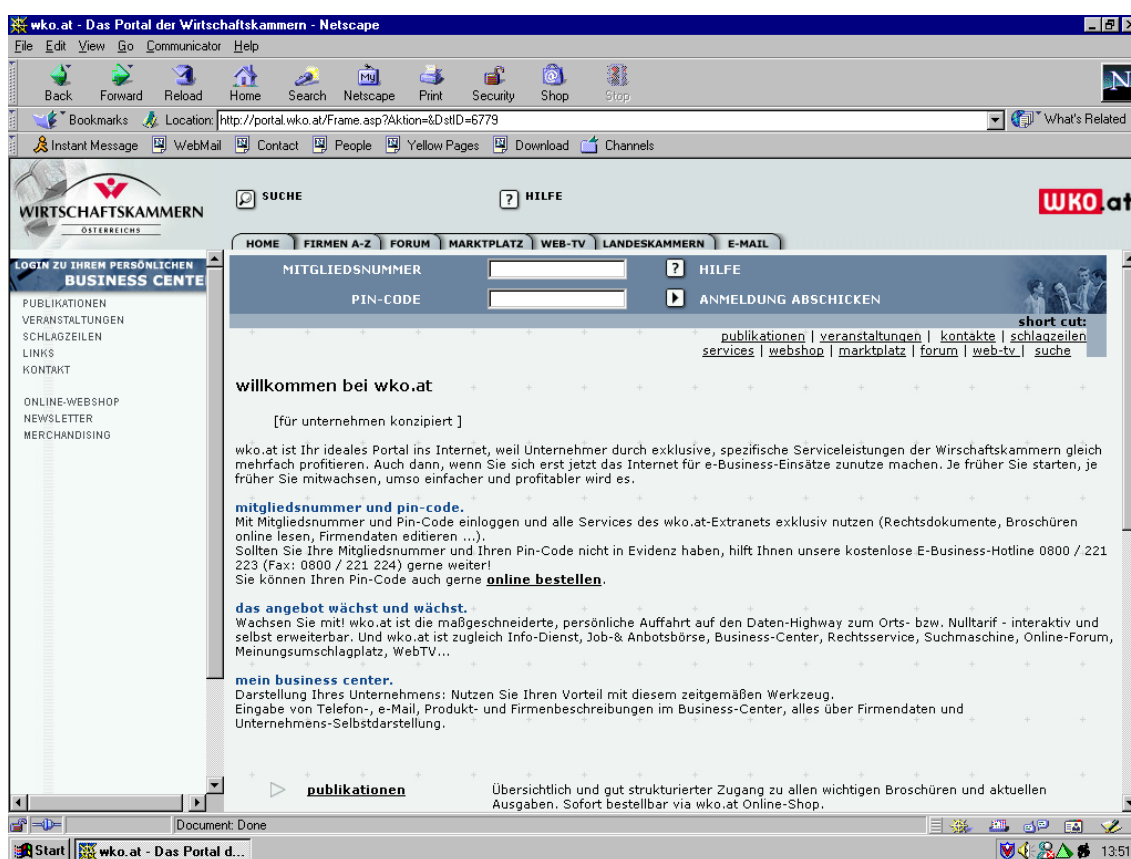 wko.at - Das Portal der Wirtschaftskammern - Netscape
File Edit View Go Communicator Help
My
Back Forward Reload Home Search Netscape Print Security Shop Stop
N
Bookmarks Location: http://portal.wko.at/Frame.asp?Aktion=&DstID=6779 What's Related
Instant Message WebMail Contact People Yellow Pages Download Channels
WIRTSCHAFTSKAMMERN
ÖSTERREICHS
SUCHE ? HILFE
WKO.at
HOME FIRMEN A-Z FORUM MARKTPLATZ WEB-TV LANDESKAMMERN E-MAIL
LOGIN ZU IHREM PERSÖNLICHEN
BUSINESS CENTE
PUBLIKATIONEN
VERANSTALTUNGEN
SCHLAGZEILEN
LINKS
KONTAKT
ONLINE-WEBSHOP
NEWSLETTER
MERCHANDISING
MITGLIEDSNUMMER ? HILFE
PIN-CODE ANMELDUNG ABSCHICKEN
short cut:
publikationen | veranstaltungen | kontakte | schlagzeilen
services | webshop | marktplatz | forum | web-tv | suche
willkommen bei wko.at
[für unternehmen konzipiert ]
wko.at ist Ihr ideales Portal ins Internet, weil Unternehmer durch exklusive, spezifische Serviceleistungen der Wirschaftskammern gleich
mehrfach profitieren. Auch dann, wenn Sie sich erst jetzt das Internet für e-Business-Einsätze zunutze machen. Je früher Sie starten, je
früher Sie mitwachsen, umso einfacher und profitabler wird es.
mitgliedsnummer und pin-code.
Mit Mitgliedsnummer und Pin-Code einloggen und alle Services des wko.at-Extranets exklusiv nutzen (Rechtsdokumente, Broschüren
online lesen, Firmendaten editieren ...).
Sollten Sie Ihre Mitgliedsnummer und Ihren Pin-Code nicht in Evidenz haben, hilft Ihnen unsere kostenlose E-Business-Hotline 0800 / 221
223 (Fax: 0800 / 221 224) gerne weiter!
Sie können Ihren Pin-Code auch gerne online bestellen.
das angebot wächst und wächst.
Wachsen Sie mit! wko.at ist die maßgeschneiderte, persönliche Auffahrt auf den Daten-Highway zum Orts- bzw. Nulltarif - interaktiv und
selbst erweiterbar. Und wko.at ist zugleich Info-Dienst, Job-& Anbotsbörse, Business-Center, Rechtsservice, Suchmaschine, Online-Forum,
Meinungsumschlagplatz, WebTV...
mein business center.
Darstellung Ihres Unternehmens: Nutzen Sie Ihren Vorteil mit diesem zeitgemäßen Werkzeug.
Eingabe von Telefon-, e-Mail, Produkt- und Firmenbeschreibungen im Business-Center, alles über Firmendaten und
Unternehmens-Selbstdarstellung.
publikationen Übersichtlich und gut strukturierter Zugang zu allen wichtigen Broschüren und aktuellen
Ausgaben. Sofort bestellbar via wko.at Online-Shop.
Document: Done
Start wko.at - Das Portal d... 13:51